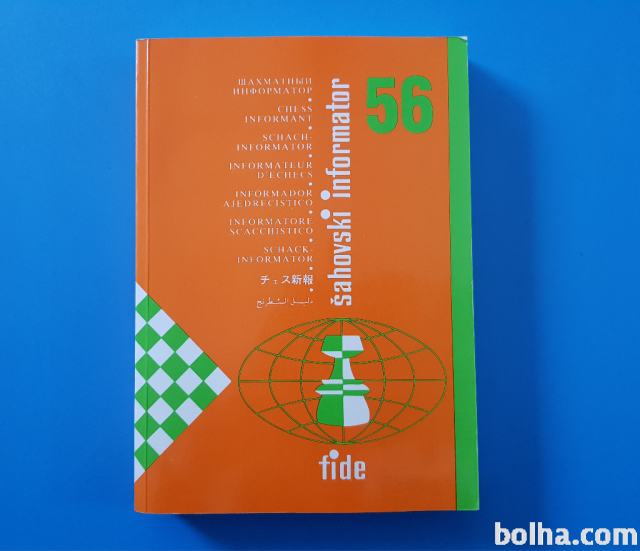 ШАХМАТНЫЙ
ИНФОРМАТОР
CHESS
INFORMANT
SCHACH-
INFORMATOR
INFORMATEUR
D'ECHECS
INFORMADOR
AJEDRECISTICO
INFORMATORE
SCACCHISTICO
SCHACK-
INFORMATOR
チェス新報
دليل الشطرنج
šahovski informator
56
fide
bolha.com